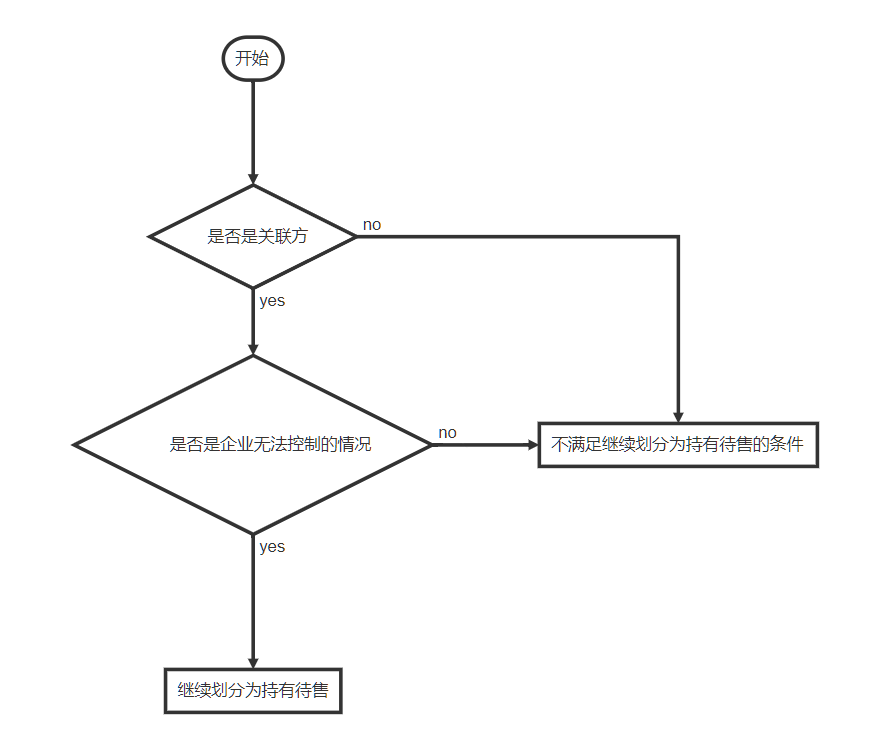 开始
是否是关联方
no
yes
是否是企业无法控制的情况
no
不满足继续划分为持有待售的条件
yes
继续划分为持有待售